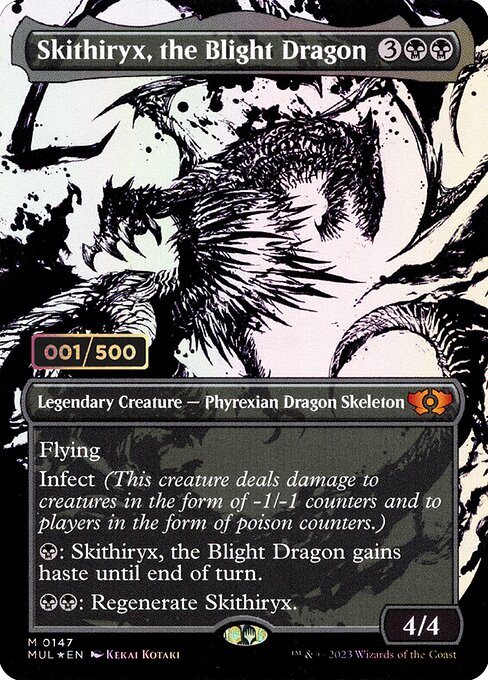 Skithiryx, the Blight Dragon 3
001/500
Legendary Creature — Phyrexian Dragon Skeleton
Flying
Infect (This creature deals damage to
creatures in the form of -1/-1 counters and to
players in the form of poison counters.)
: Skithiryx, the Blight Dragon gains
haste until end of turn.
: Regenerate Skithiryx.
4/4
M 0147
MUL ★ EN Kekai Kotaki
™ & © 2023 Wizards of the Coast